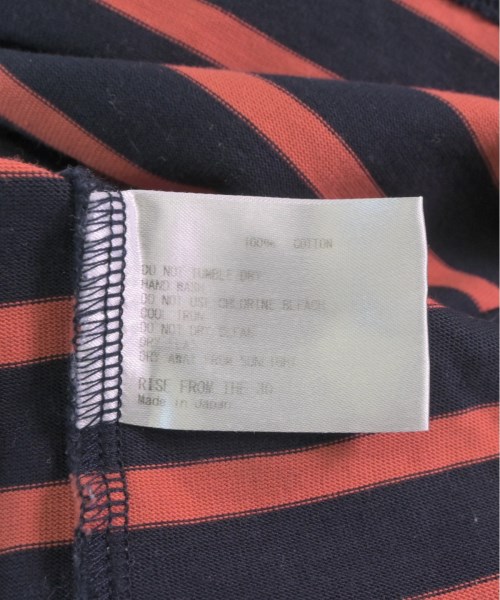 100% COTTON
DO NOT TUMBLE DRY
HAND WASH
DO NOT USE CHLORINE BLEACH
COOL IRON
DO NOT DRY CLEAN
DRY FLAT
DRY AWAY FROM SUNLIGHT
RISE FROM THE
Made in Japan